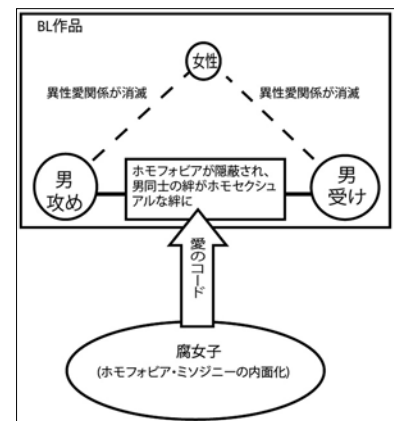 BL作品
女性
異性愛関係が消滅
異性愛関係が消滅
男
攻め
ホモフォビアが隠蔽され、
男同士の絆がホモセクシュ
アルな絆に
男
受け
愛のコード
腐女子
(ホモフォビア・ミソジニーの内面化)